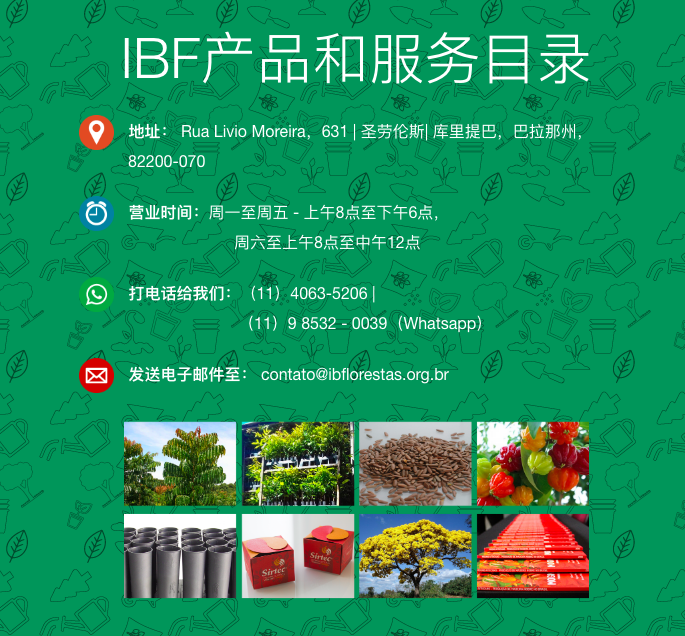 IBF产品和服务目录
地址： Rua Livio Moreira，631 | 圣劳伦斯| 库里提巴，巴拉那州，
82200-070
营业时间：周一至周五 - 上午8点至下午6点，
周六至上午8点至中午12点
打电话给我们：（11）4063-5206 |
（11）9 8532 - 0039（Whatsapp）
发送电子邮件至： contato@ibflorestas.org.br
Sirtec
Sirtec